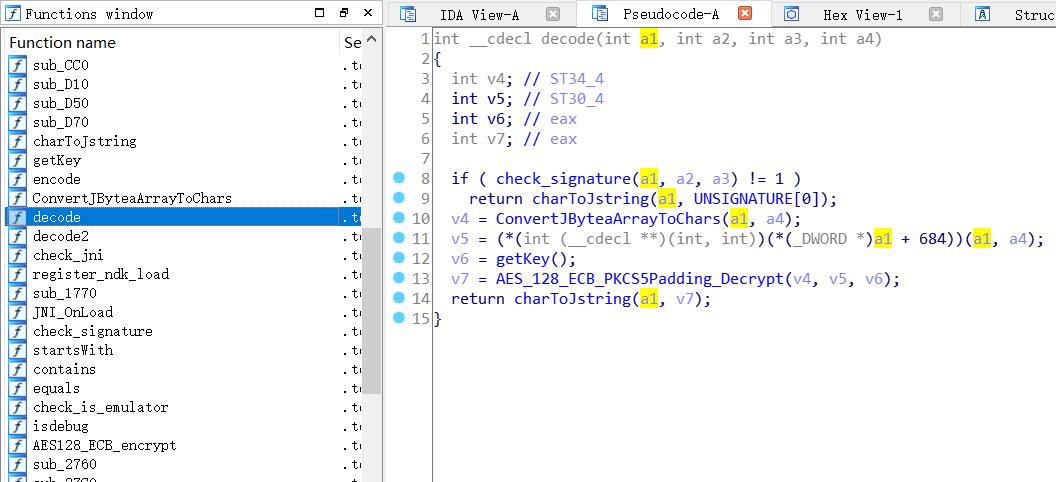 Functions window
Function name
Se
sub_CC0
.t
sub_D10
.t
sub_D50
.t
sub_D70
.t
charToJstring
.t
getKey
.t
encode
.t
ConvertJByteaArrayToChars
.t
decode
.t
decode2
.t
check_jni
.t
register_ndk_load
.t
sub_1770
.t
JNI_OnLoad
.t
check_signature
.t
startsWith
.t
contains
.t
equals
.t
check_is_emulator
.t
isdebug
.t
AES128_ECB_encrypt
.t
sub_2760
.t
IDA View-A
Pseudocode-A
Hex View-1
Struc
1 int __cdecl decode(int a1, int a2, int a3, int a4)
2 {
3 int v4; // ST34_4
4 int v5; // ST30_4
5 int v6; // eax
6 int v7; // eax
7
8 if ( check_signature(a1, a2, a3) != 1 )
9 return charToJstring(a1, UNSIGNATURE[0]);
10 v4 = ConvertJByteaArrayToChars(a1, a4);
11 v5 = (*(int (__cdecl **)(int, int))(*(_DWORD *)a1 + 684))(a1, a4);
12 v6 = getKey();
13 v7 = AES_128_ECB_PKCS5Padding_Decrypt(v4, v5, v6);
14 return charToJstring(a1, v7);
15 }